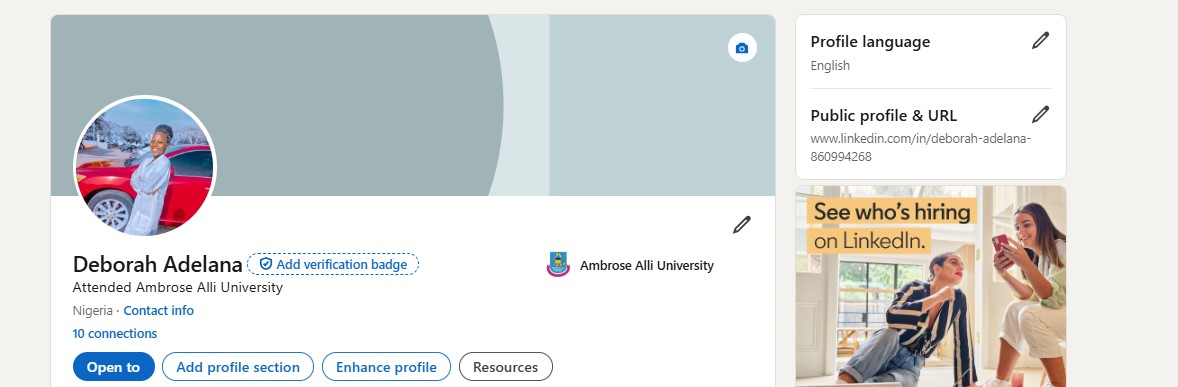 Deborah Adelana
Add verification badge
Attended Ambrose Alli University
Nigeria · Contact info
10 connections
Open to
Add profile section
Enhance profile
Resources
Ambrose Alli University
Profile language
English
Public profile & URL
www.linkedin.com/in/deborah-adelana-
860994268
See who's hiring
on LinkedIn.